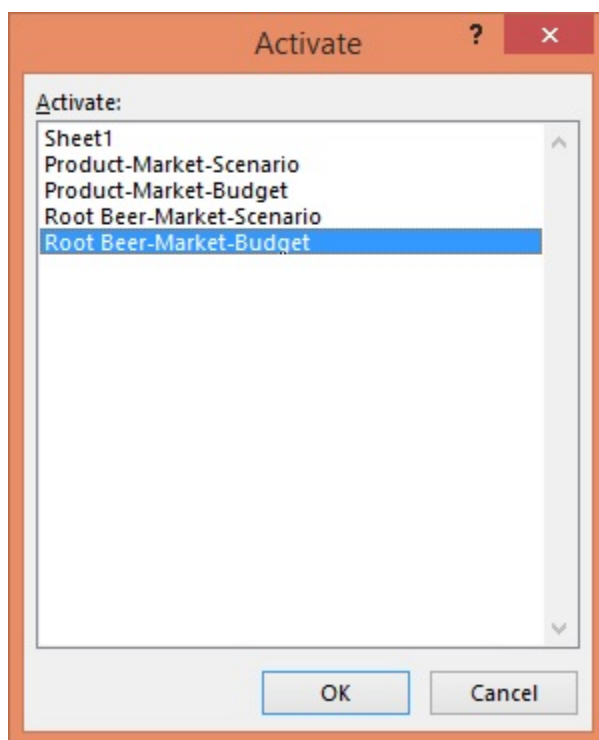 Activate
?
×
Activate:
Sheet1
Product-Market-Scenario
Product-Market-Budget
Root Beer-Market-Scenario
Root Beer-Market-Budget
OK
Cancel